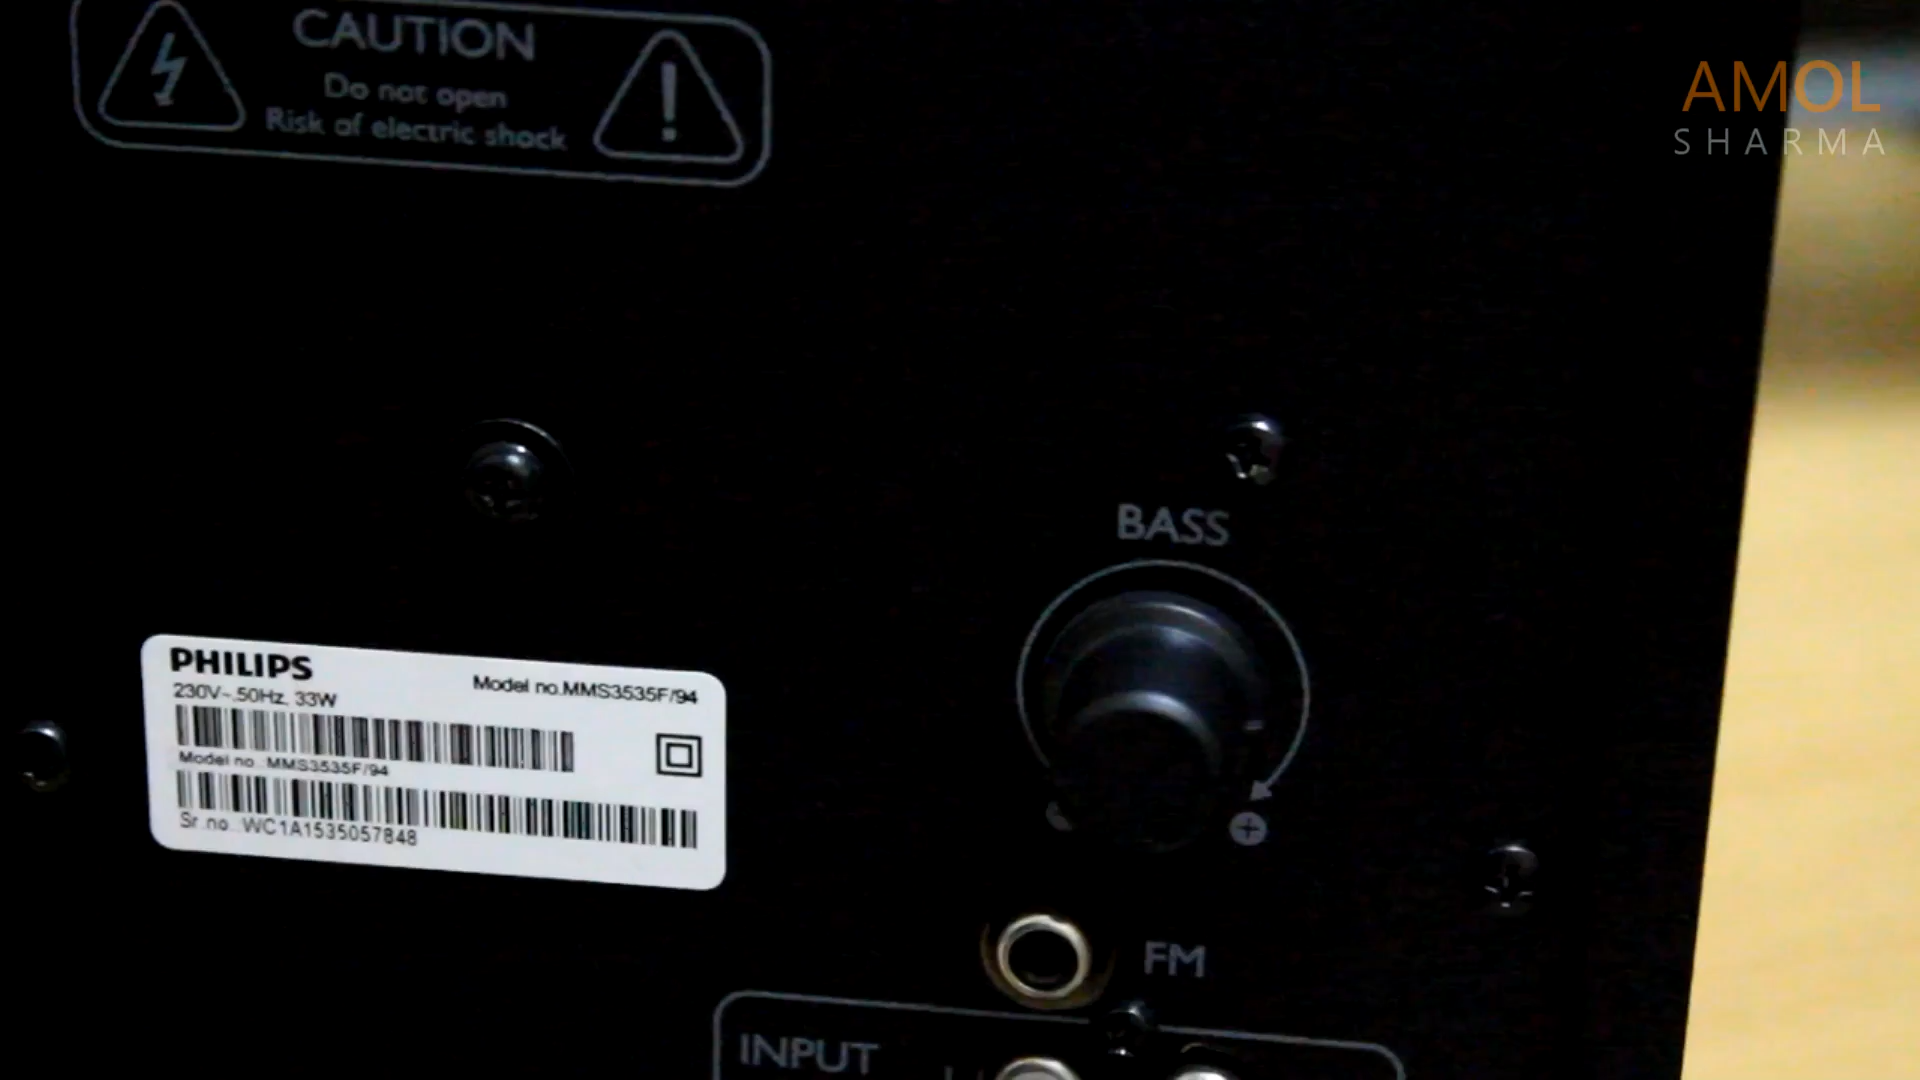 CAUTION
Do not open
Risk of electric shock
AMOL
SHARMA
BASS
PHILIPS
230V~.50Hz, 33W
Model no.MMS3535F/94
Model no.:MMS3535F/94
Sr.no.:WC1A1535057848
FM
INPUT